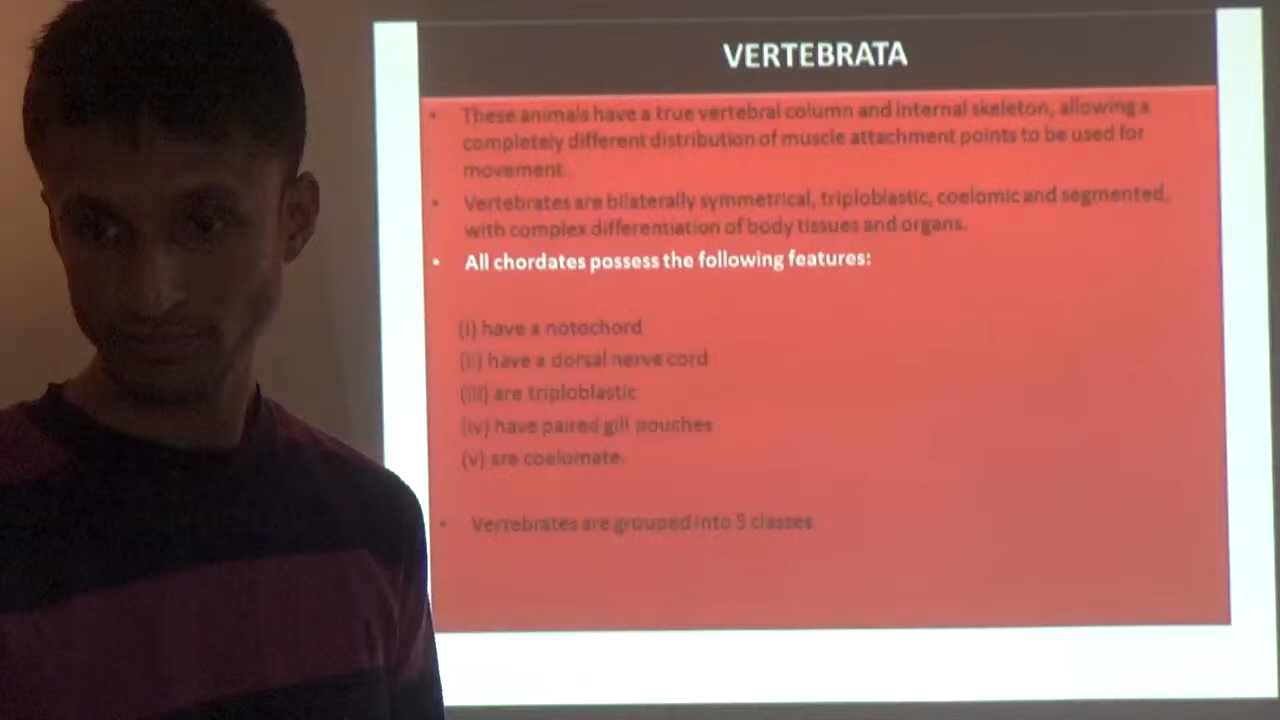 VERTEBRATA
• These animals have a true vertebral column and internal skeleton, allowing a
completely different distribution of muscle attachment points to be used for
movement.
• Vertebrates are bilaterally symmetrical, triploblastic, coelomic and segmented,
with complex differentiation of body tissues and organs.
• All chordates possess the following features:
(i) have a notochord
(ii) have a dorsal nerve cord
(iii) are triploblastic
(iv) have paired gill pouches
(v) are coelomate.
• Vertebrates are grouped into 5 classes